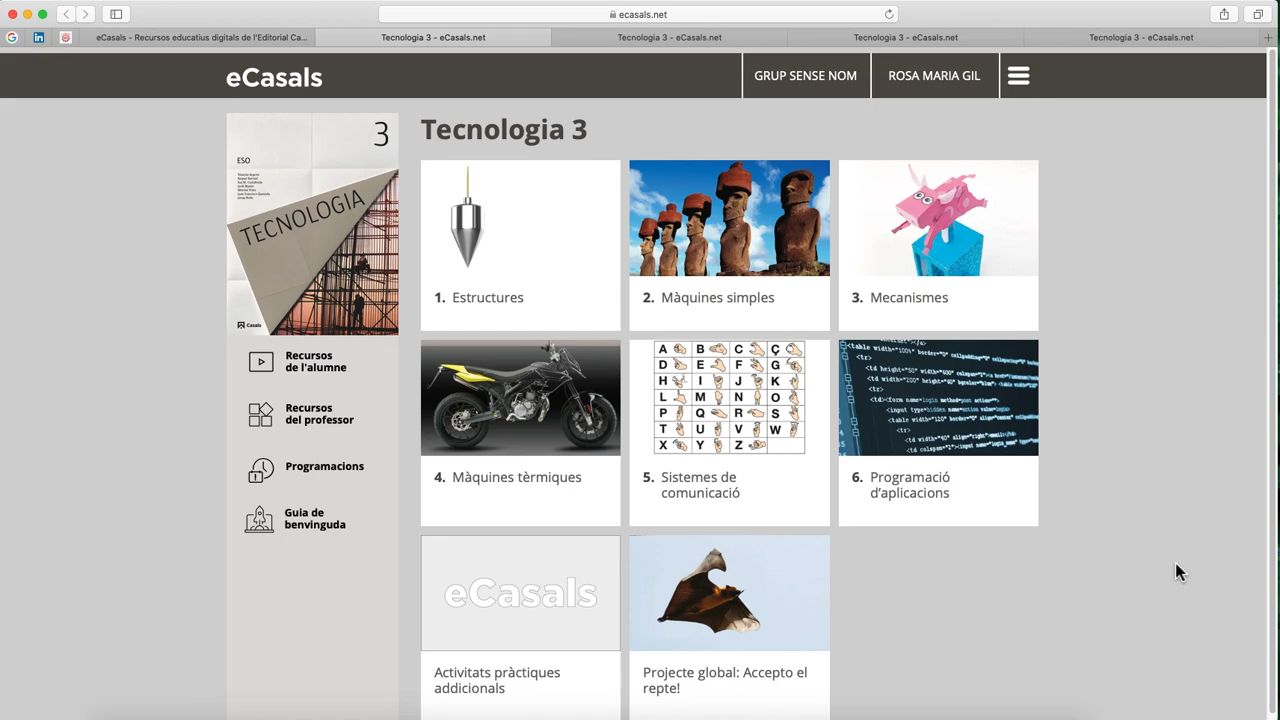 ecasals.net
eCasals - Recursos educatius digitals de l'Editorial Ca...
Tecnologia 3 - eCasals.net
Tecnologia 3 - eCasals.net
Tecnologia 3 - eCasals.net
Tecnologia 3 - eCasals.net
eCasals
GRUP SENSE NOM
ROSA MARIA GIL
3
ESO
TECNOLOGIA
Casals
Recursos
de l'alumne
Recursos
del professor
Programacions
Guia de
benvinguda
Tecnologia 3
1. Estructures
2. Màquines simples
3. Mecanismes
A B C Ç
D E F G
H I J K
L M N O
P Q R S
T U V W
X Y Z
4. Màquines tèrmiques
5. Sistemes de
comunicació
6. Programació
d'aplicacions
eCasals
Activitats pràctiques
addicionals
Projecte global: Accepto el
repte!